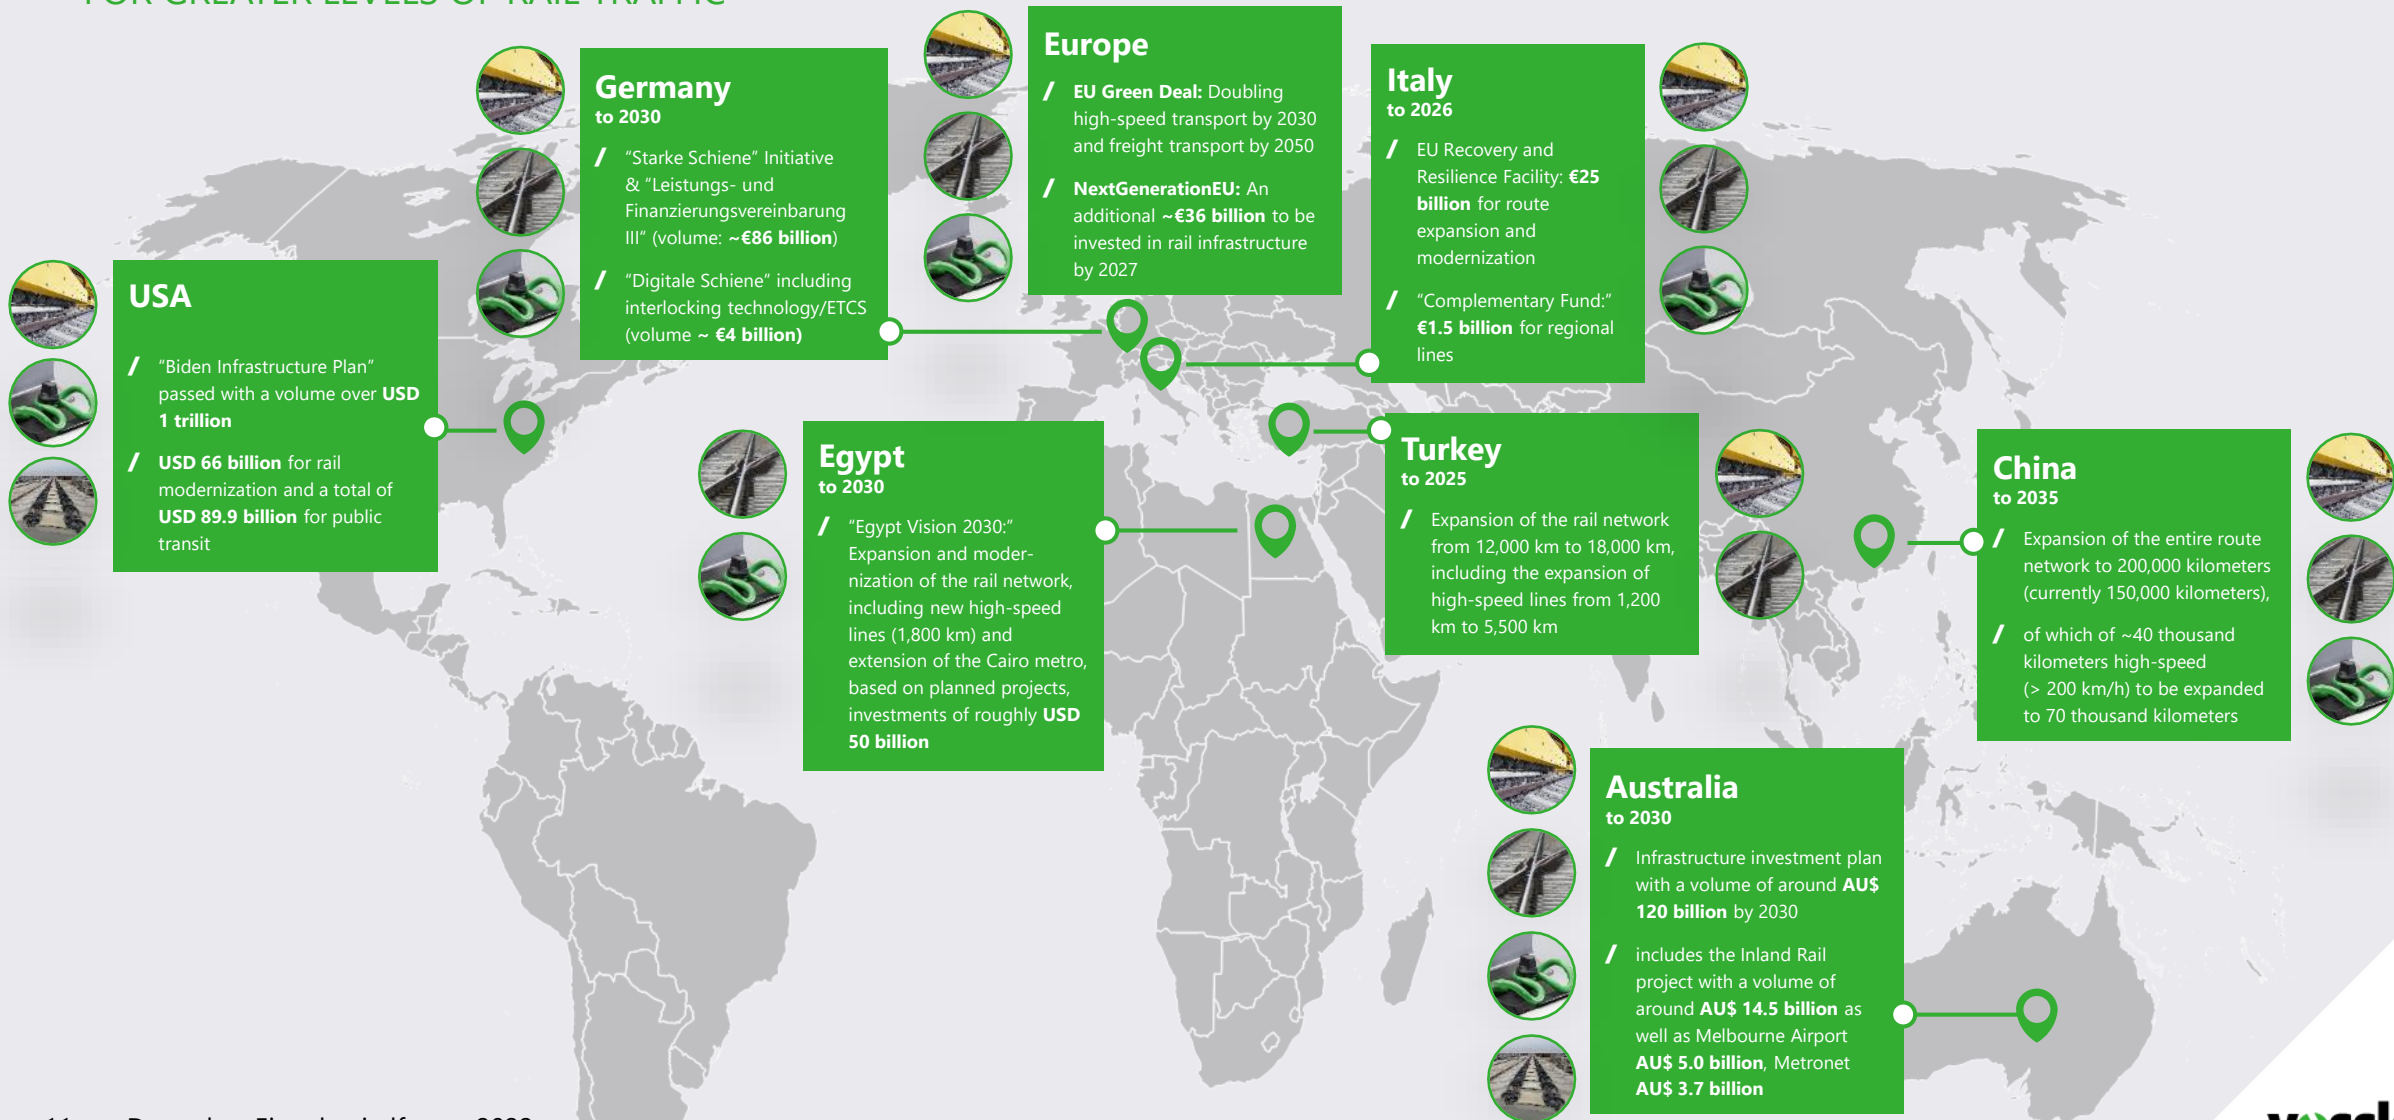 FOR GREATER LEVELS OF RAIL TRAFFIC
Germany
to 2030
/ “Starke Schiene” Initiative
& “Leistungs- und
Finanzierungsvereinbarung
III“ (volume: ~€86 billion)
/ “Digitale Schiene” including
interlocking technology/ETCS
(volume ~ €4 billion)
Europe
/ EU Green Deal: Doubling
high-speed transport by 2030
and freight transport by 2050
/ NextGenerationEU: An
additional ~€36 billion to be
invested in rail infrastructure
by 2027
Italy
to 2026
/ EU Recovery and
Resilience Facility: €25
billion for route
expansion and
modernization
/ “Complementary Fund:”
€1.5 billion for regional
lines
USA
/ “Biden Infrastructure Plan”
passed with a volume over USD
1 trillion
/ USD 66 billion for rail
modernization and a total of
USD 89.9 billion for public
transit
Egypt
to 2030
/ “Egypt Vision 2030:”
Expansion and moder-
nization of the rail network,
including new high-speed
lines (1,800 km) and
extension of the Cairo metro,
based on planned projects,
investments of roughly USD
50 billion
Turkey
to 2025
/ Expansion of the rail network
from 12,000 km to 18,000 km,
including the expansion of
high-speed lines from 1,200
km to 5,500 km
China
to 2035
/ Expansion of the entire route
network to 200,000 kilometers
(currently 150,000 kilometers),
/ of which of ~40 thousand
kilometers high-speed
(> 200 km/h) to be expanded
to 70 thousand kilometers
Australia
to 2030
/ Infrastructure investment plan
with a volume of around AU$
120 billion by 2030
/ includes the Inland Rail
project with a volume of
around AU$ 14.5 billion as
well as Melbourne Airport
AU$ 5.0 billion, Metronet
AU$ 3.7 billion